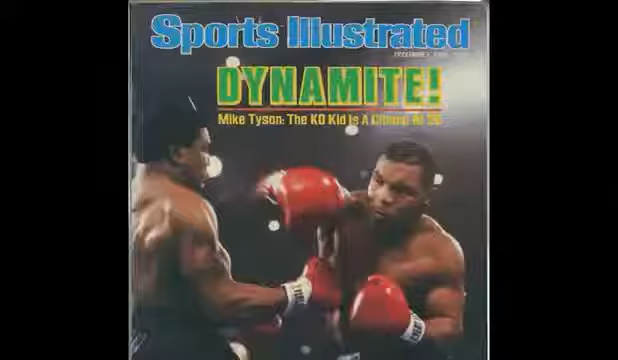 Sports Illustrated
DYNAMITE!
Mike Tyson: The KO Kid Is A Champ At 20